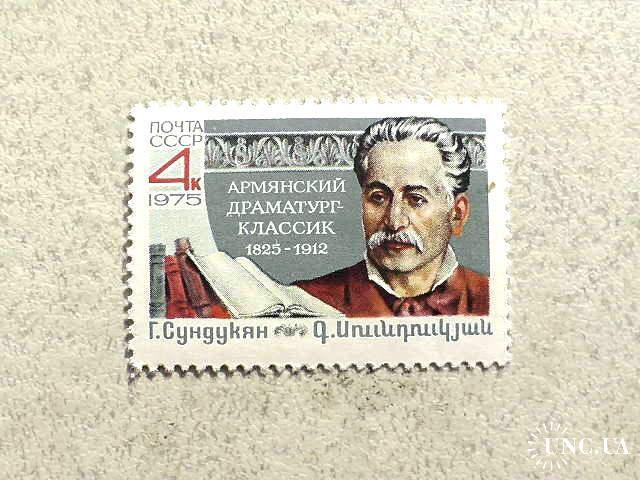 ПОЧТА
СССР
4к
1975
АРМЯНСКИЙ
ДРАМАТУРГ-
КЛАССИК
1825-1912
Г. Сундукян Գ. Սունդուկյան
UNC.UA